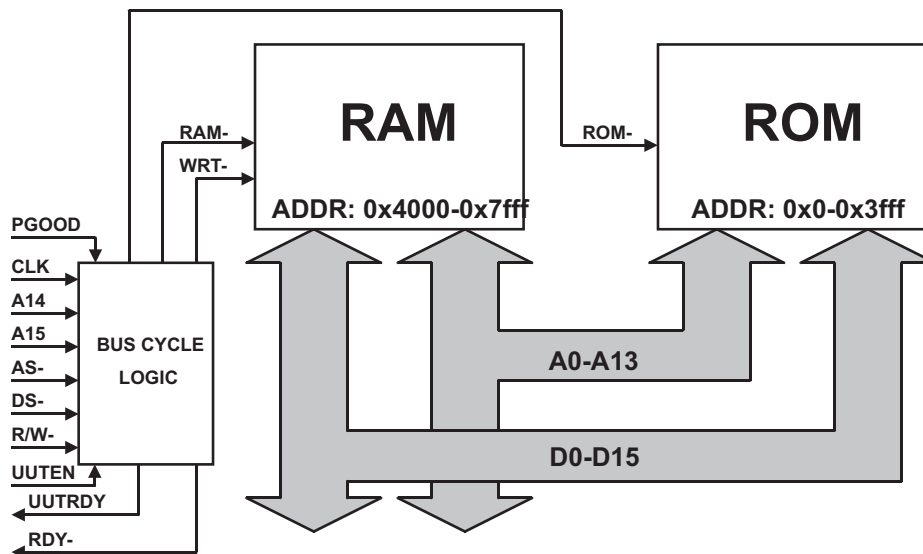 RAM
ROM
RAM-
ROM-
WRT-
ADDR: 0x4000-0x7fff
ADDR: 0x0-0x3fff
PGOOD
CLK
A14
A15
BUS CYCLE
LOGIC
AS-
DS-
R/W-
UUTEN
UUTRDY
RDY-
A0-A13
D0-D15